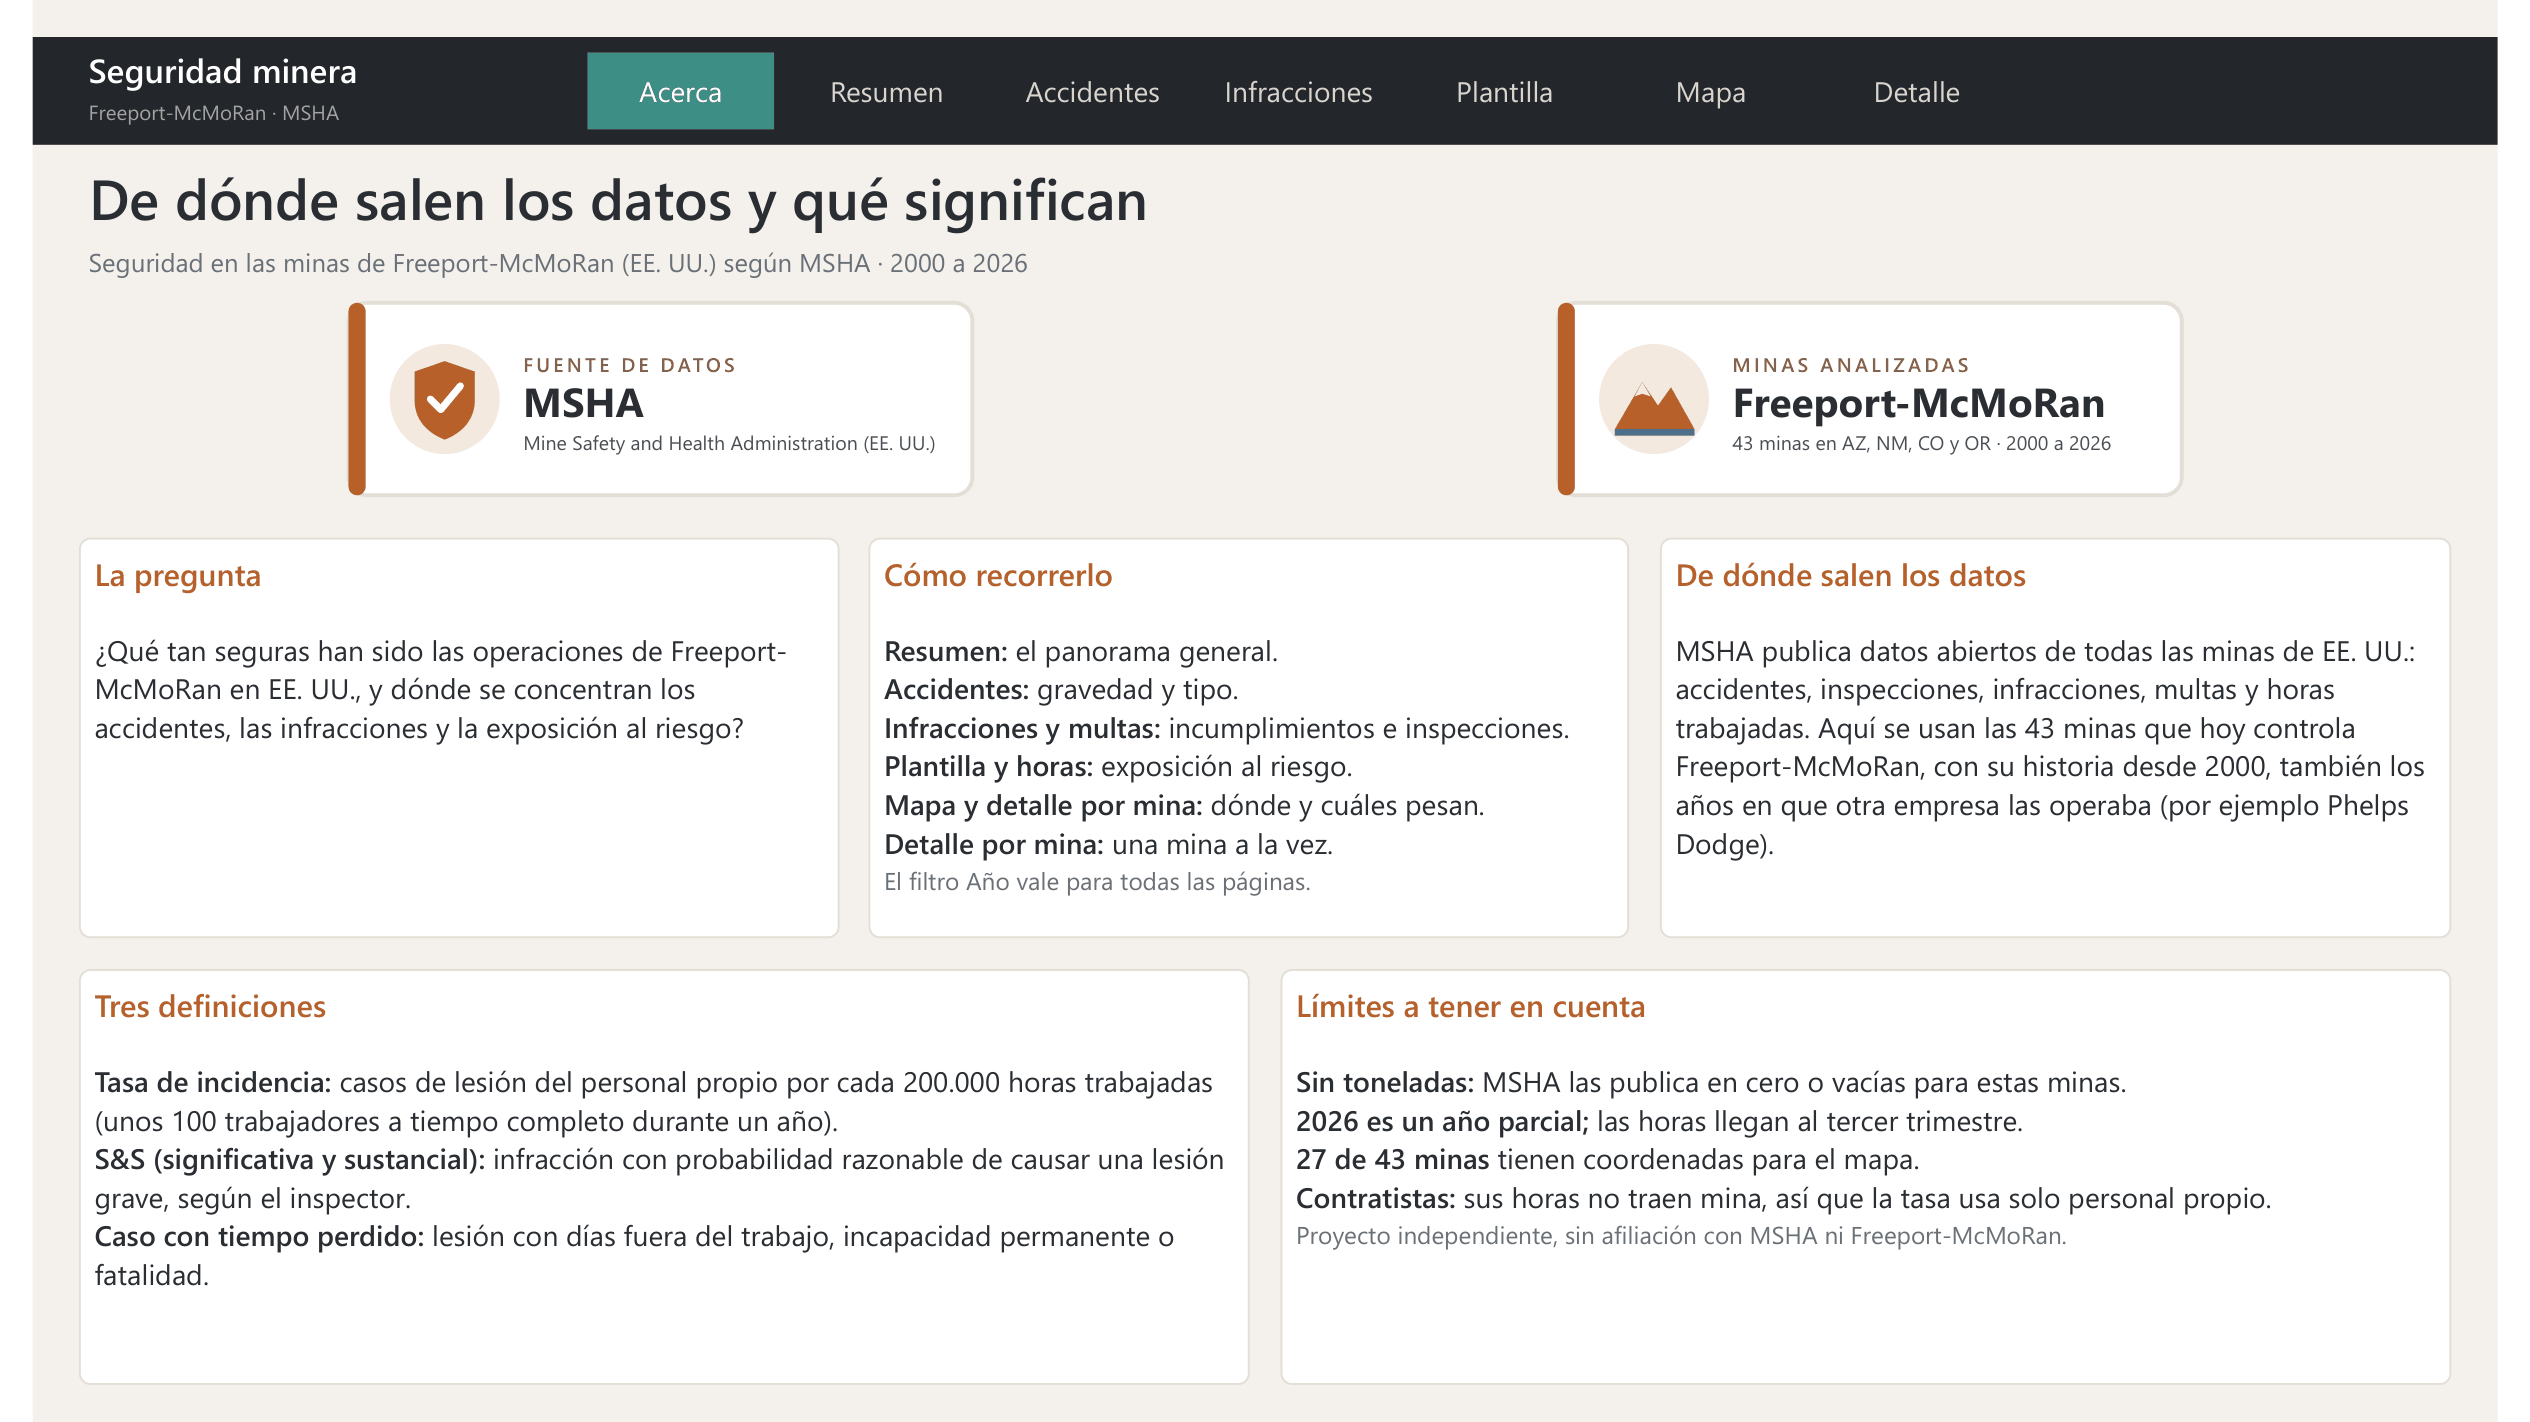 Seguridad minera
Freeport-McMoRan · MSHA
Acerca
Resumen
Accidentes
Infracciones
Plantilla
Mapa
Detalle
De dónde salen los datos y qué significan
Seguridad en las minas de Freeport-McMoRan (EE. UU.) según MSHA · 2000 a 2026
FUENTE DE DATOS
MSHA
Mine Safety and Health Administration (EE. UU.)
MINAS ANALIZADAS
Freeport-McMoRan
43 minas en AZ, NM, CO y OR · 2000 a 2026
La pregunta
¿Qué tan seguras han sido las operaciones de Freeport-
McMoRan en EE. UU., y dónde se concentran los
accidentes, las infracciones y la exposición al riesgo?
Cómo recorrerlo
Resumen: el panorama general.
Accidentes: gravedad y tipo.
Infracciones y multas: incumplimientos e inspecciones.
Plantilla y horas: exposición al riesgo.
Mapa y detalle por mina: dónde y cuáles pesan.
Detalle por mina: una mina a la vez.
El filtro Año vale para todas las páginas.
De dónde salen los datos
MSHA publica datos abiertos de todas las minas de EE. UU.:
accidentes, inspecciones, infracciones, multas y horas
trabajadas. Aquí se usan las 43 minas que hoy controla
Freeport-McMoRan, con su historia desde 2000, también los
años en que otra empresa las operaba (por ejemplo Phelps
Dodge).
Tres definiciones
Tasa de incidencia: casos de lesión del personal propio por cada 200.000 horas trabajadas
(unos 100 trabajadores a tiempo completo durante un año).
S&S (significativa y sustancial): infracción con probabilidad razonable de causar una lesión
grave, según el inspector.
Caso con tiempo perdido: lesión con días fuera del trabajo, incapacidad permanente o
fatalidad.
Límites a tener en cuenta
Sin toneladas: MSHA las publica en cero o vacías para estas minas.
2026 es un año parcial; las horas llegan al tercer trimestre.
27 de 43 minas tienen coordenadas para el mapa.
Contratistas: sus horas no traen mina, así que la tasa usa solo personal propio.
Proyecto independiente, sin afiliación con MSHA ni Freeport-McMoRan.